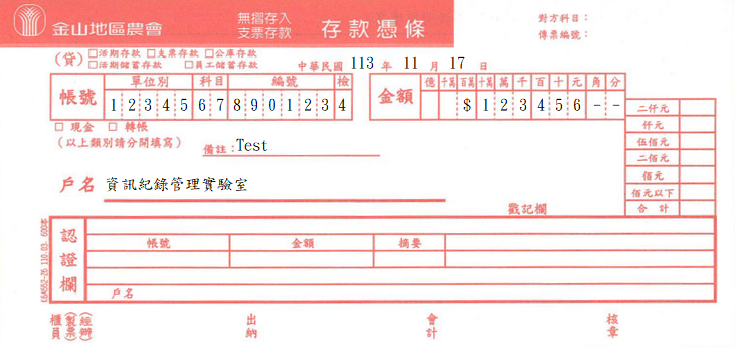 金山地區農會
無摺存入
支票存款
存款憑條
對方科目：
傳票編號：
(貸) □活期存款 □支票存款 □公庫存款
□活期儲蓄存款 □員工儲蓄存款
中華民國 113 年 11 月 17 日
帳號
單位別 科目 編號 檢
1 2 3 4 5 6 7 8 9 0 1 2 3 4
金額
億 千萬 百萬 十萬 萬 千 百 十 元 角 分
$ 1 2 3 4 5 6 - -
□ 現金 □ 轉帳
(以上類別請分開填寫)
備註：Test
戶名 資訊紀錄管理實驗室
戳記欄
二仟元
仟元
伍佰元
二佰元
佰元
佰元以下
合計
認證欄
帳號 金額 摘要
戶名
櫃員 (製票) (經辦)
出納
會計
核章